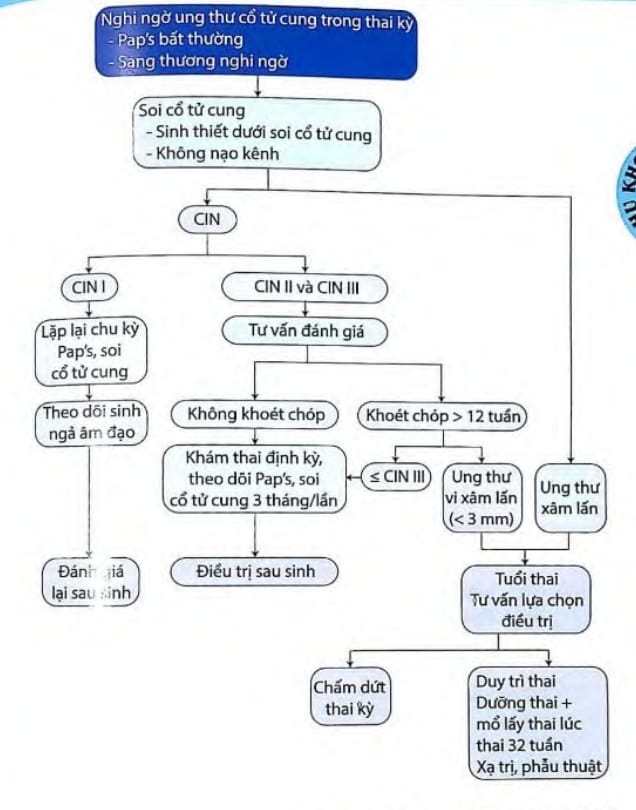 Nghi ngờ ung thư cổ tử cung trong thai kỳ
- Pap's bất thường
- Sang thương nghi ngờ
Soi cổ tử cung
- Sinh thiết dưới soi cổ tử cung
- Không nạo kênh
CIN
CIN I
CIN II và CIN III
Lặp lại chu kỳ
Pap's, soi
cổ tử cung
Tư vấn đánh giá
Theo dõi sinh
ngả âm đạo
Không khoét chóp
Khoét chóp > 12 tuần
Khám thai định kỳ,
theo dõi Pap's, soi
cổ tử cung 3 tháng/lần
≤ CIN III
Ung thư
vi xâm lấn
(< 3 mm)
Ung thư
xâm lấn
Đánh giá
lại sau sinh
Điều trị sau sinh
Tuổi thai
Tư vấn lựa chọn
điều trị
Chấm dứt
thai kỳ
Duy trì thai
Dưỡng thai +
mổ lấy thai lúc
thai 32 tuần
Xạ trị, phẫu thuật